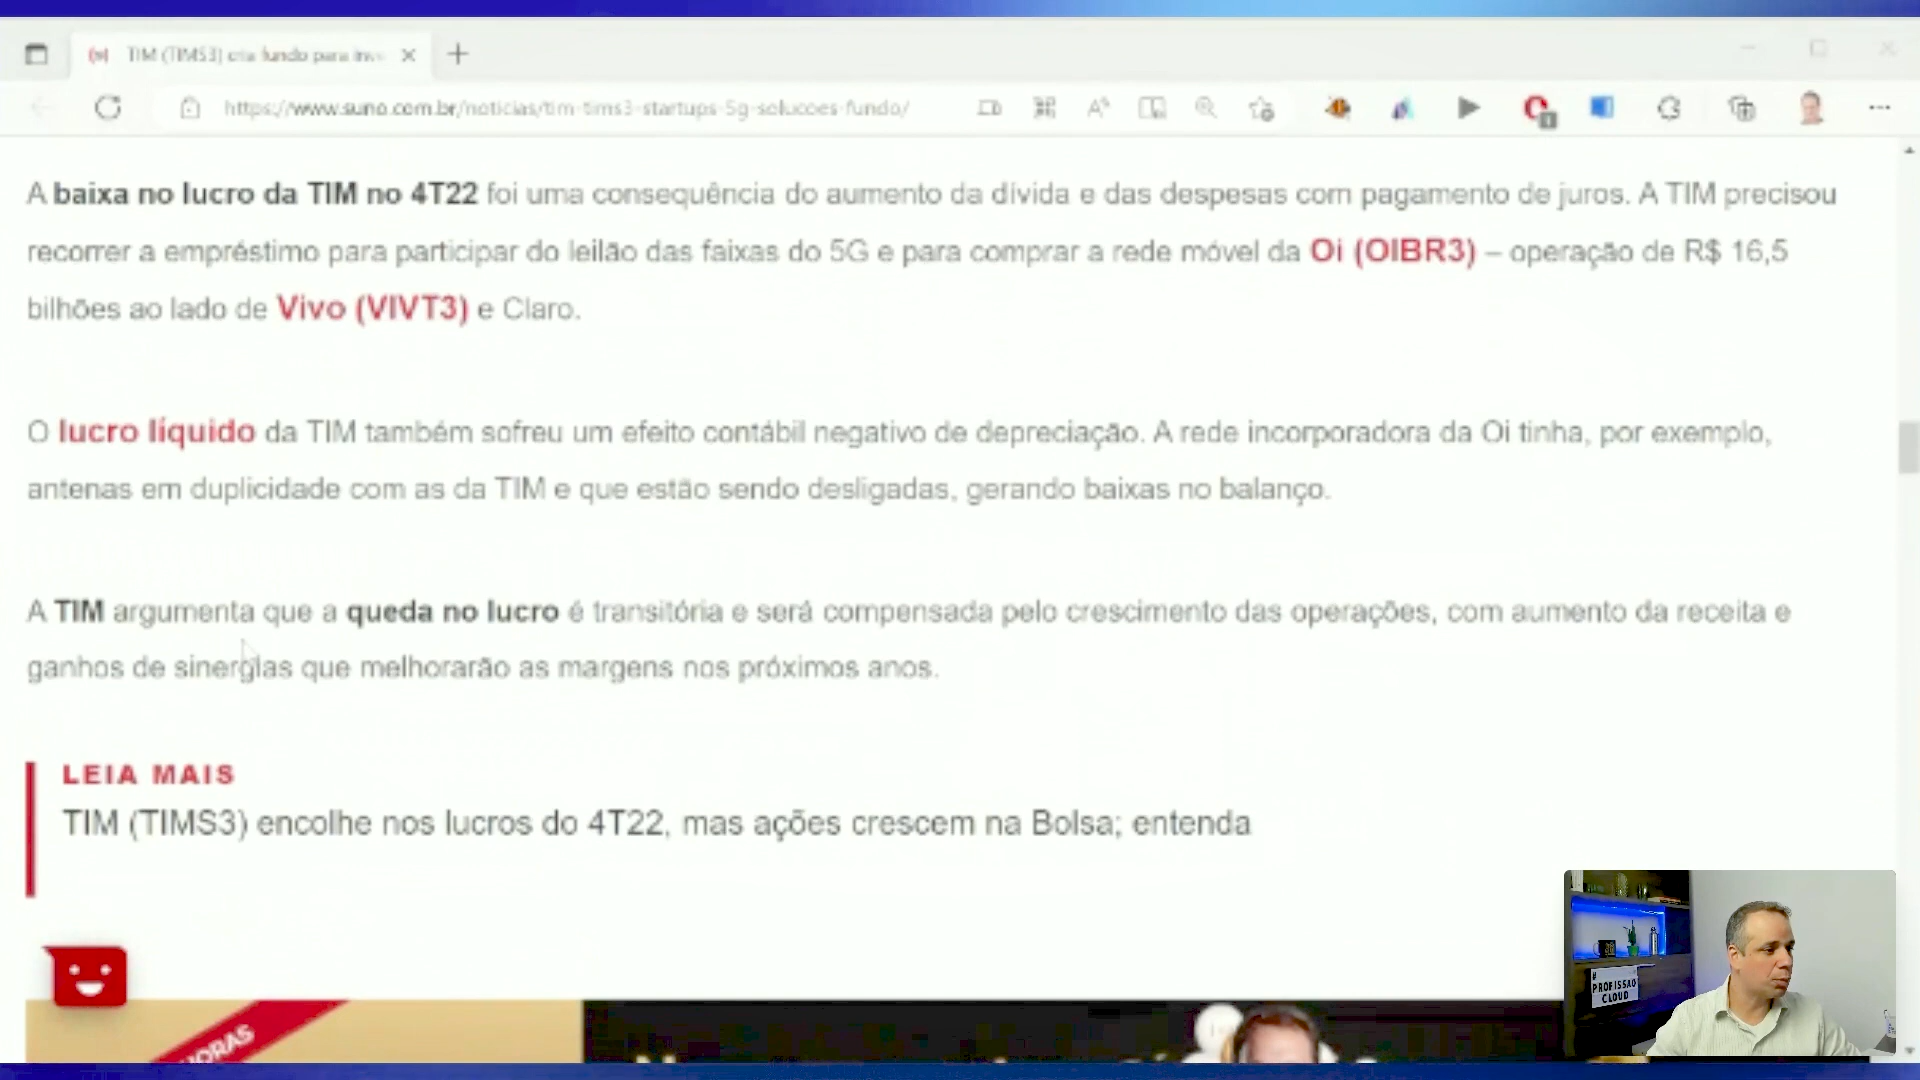 TIM (TIMS3) cria fundo para inve
https://www.suno.com.br/noticias/tim-tims3-startups-5g-solucoes-fundo/
A baixa no lucro da TIM no 4T22 foi uma consequência do aumento da dívida e das despesas com pagamento de juros. A TIM precisou
recorrer a empréstimo para participar do leilão das faixas do 5G e para comprar a rede móvel da Oi (OIBR3) – operação de R$ 16,5
bilhões ao lado de Vivo (VIVT3) e Claro.
O lucro líquido da TIM também sofreu um efeito contábil negativo de depreciação. A rede incorporadora da Oi tinha, por exemplo,
antenas em duplicidade com as da TIM e que estão sendo desligadas, gerando baixas no balanço.
A TIM argumenta que a queda no lucro é transitória e será compensada pelo crescimento das operações, com aumento da receita e
ganhos de sinergias que melhorarão as margens nos próximos anos.
LEIA MAIS
TIM (TIMS3) encolhe nos lucros do 4T22, mas ações crescem na Bolsa; entenda
PROFISSÃO
CLOUD